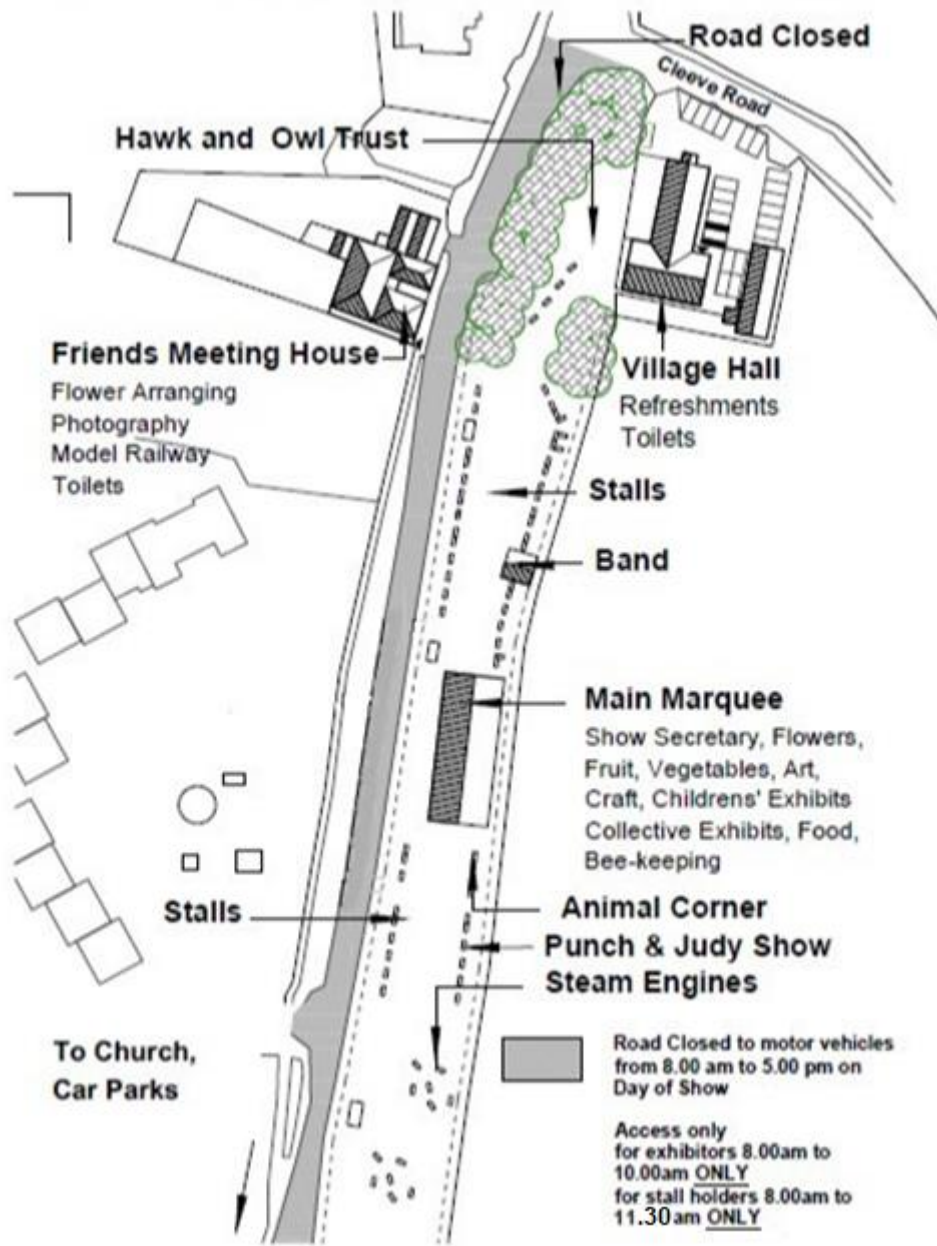 Road Closed
Cleeve Road
Hawk and Owl Trust
Friends Meeting House
Flower Arranging
Photography
Model Railway
Toilets
Village Hall
Refreshments
Toilets
Stalls
Band
Main Marquee
Show Secretary, Flowers,
Fruit, Vegetables, Art,
Craft, Childrens' Exhibits
Collective Exhibits, Food,
Bee-keeping
Stalls
Animal Corner
Punch & Judy Show
Steam Engines
To Church,
Car Parks
Road Closed to motor vehicles
from 8.00 am to 5.00 pm on
Day of Show
Access only
for exhibitors 8.00am to
10.00am ONLY
for stall holders 8.00am to
11.30am ONLY